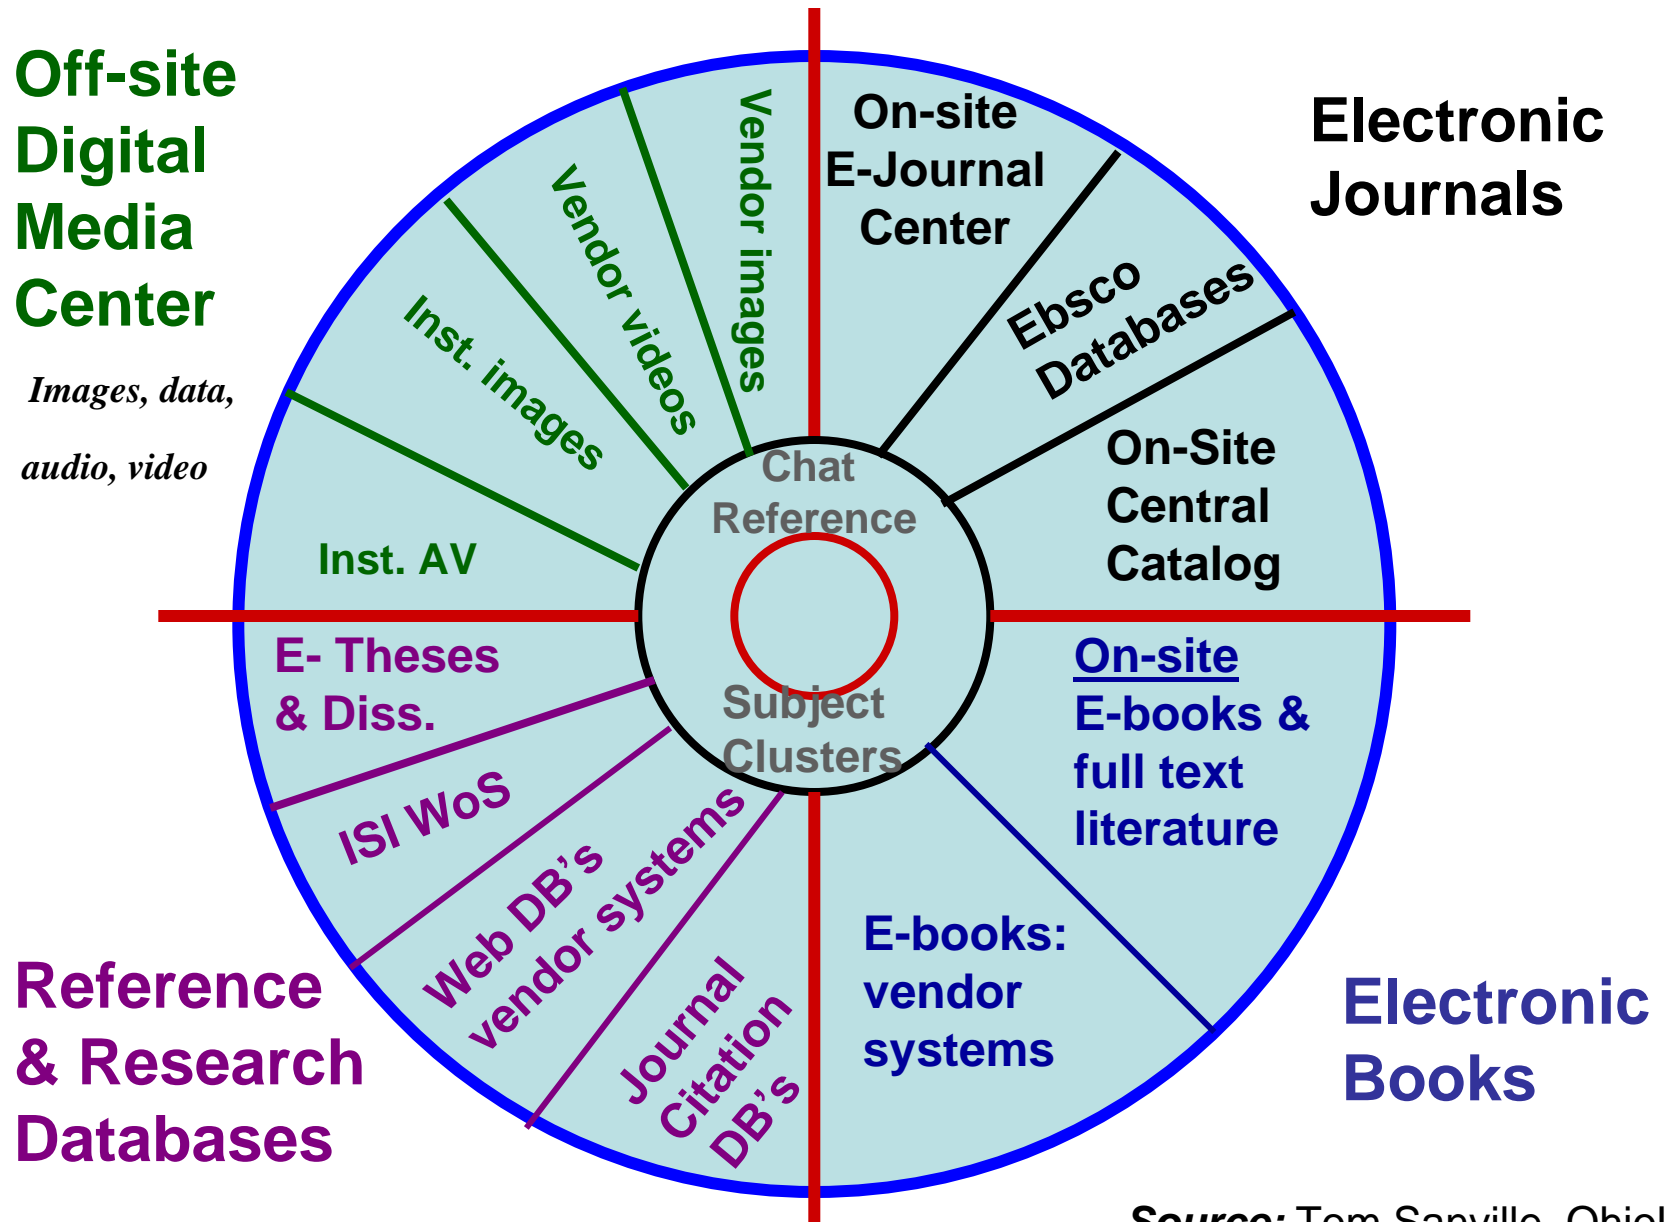 Off-site
Digital
Media
Center
Images, data,
audio, video
Vendor images
Vendor videos
Inst. images
Inst. AV
On-site
E-Journal
Center
Ebsco
Databases
On-Site
Central
Catalog
Electronic
Journals
Chat
Reference
Subject
Clusters
E- Theses
& Diss.
ISI WoS
Web DB’s
vendor systems
Journal
Citation
DB’s
On-site
E-books &
full text
literature
E-books:
vendor
systems
Reference
& Research
Databases
Electronic
Books
Source: Tom Sanville,